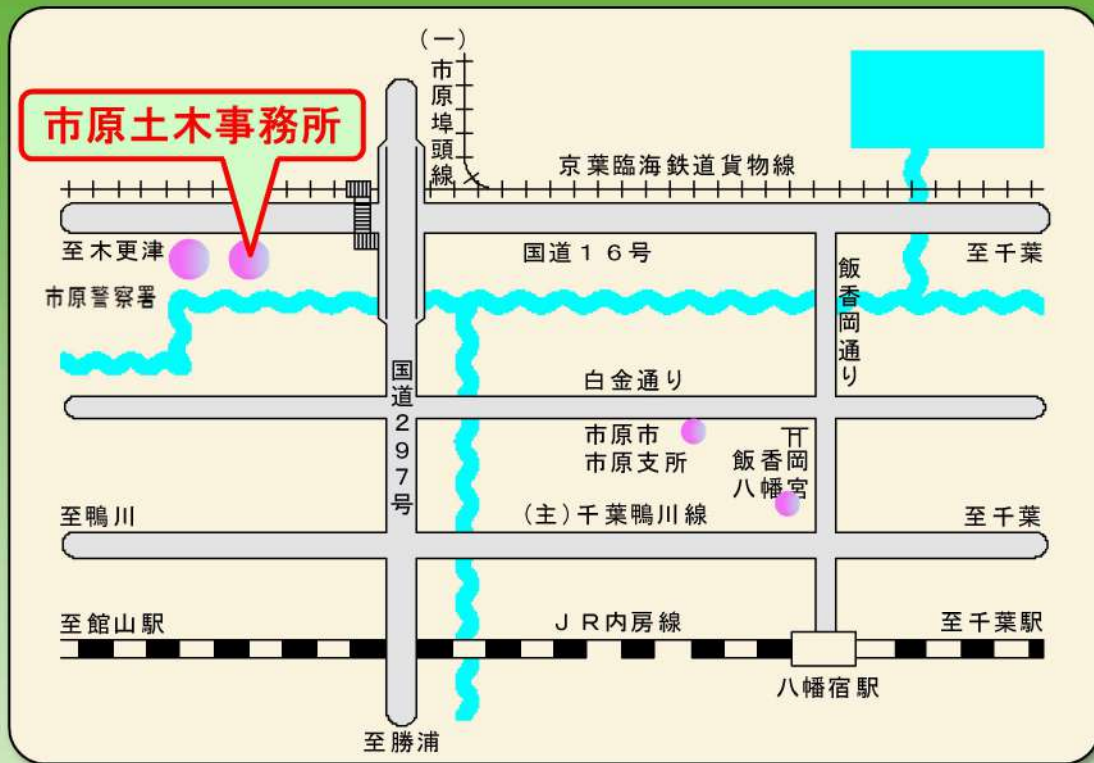 (一)市原埠頭線
市原土木事務所
京葉臨海鉄道貨物線
至木更津
国道16号
至千葉
市原警察署
飯香岡通り
国道297号
白金通り
市原市
市原支所
飯香岡
八幡宮
至鴨川
(主)千葉鴨川線
至千葉
至館山駅
JR内房線
至千葉駅
八幡宿駅
至勝浦